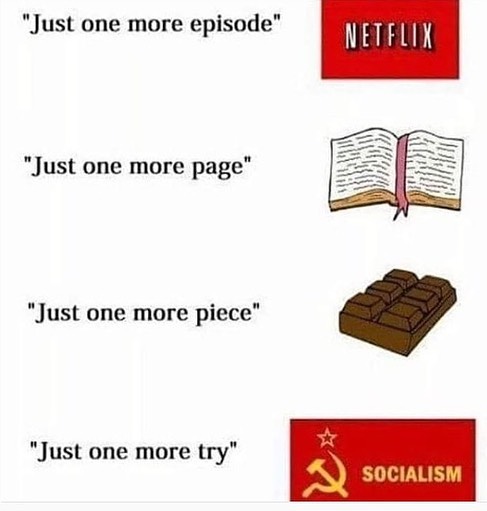 "Just one more episode"
NETFLIX
"Just one more page"
"Just one more piece"
"Just one more try"
SOCIALISM